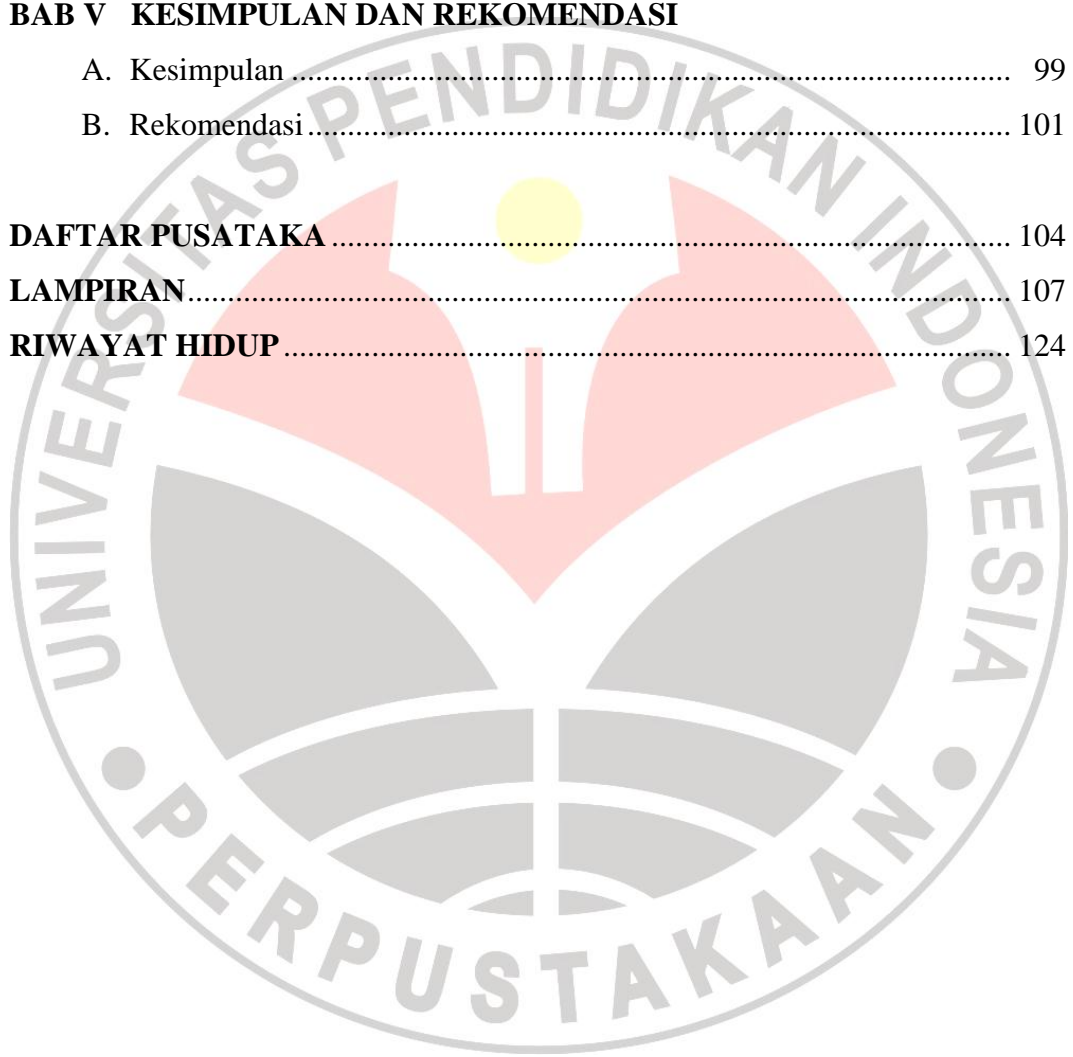 BAB V KESIMPULAN DAN REKOMENDASI
A. Kesimpulan ........................................................................................ 99
B. Rekomendasi ...................................................................................... 101
DAFTAR PUSATAKA ................................................................................... 104
LAMPIRAN .................................................................................................... 107
RIWAYAT HIDUP ......................................................................................... 124
UNIVERSITAS PENDIDIKAN INDONESIA
PERPUSTAKAAN